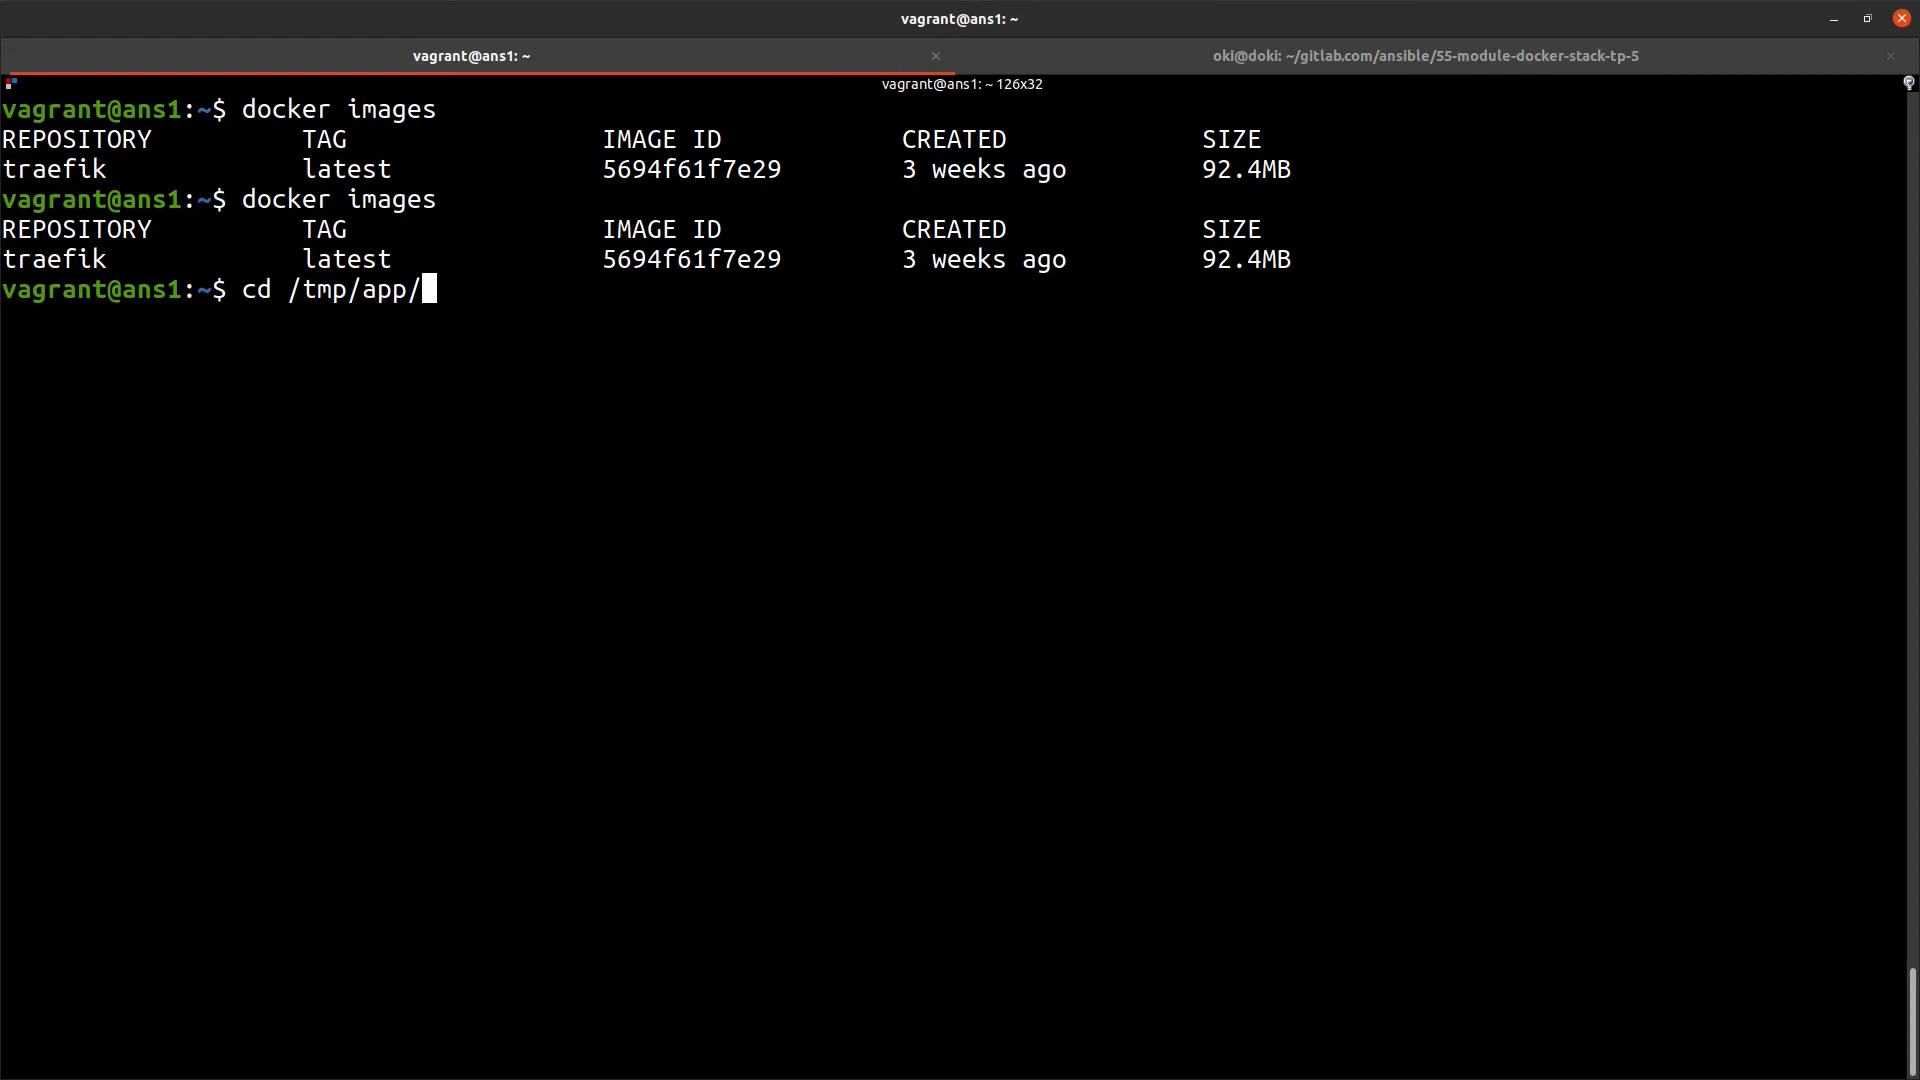 vagrant@ans1: ~
vagrant@ans1: ~
oki@doki: ~/gitlab.com/ansible/55-module-docker-stack-tp-5
vagrant@ans1: ~ 126x32
vagrant@ans1:~$ docker images
REPOSITORY TAG IMAGE ID CREATED SIZE
traefik latest 5694f61f7e29 3 weeks ago 92.4MB
vagrant@ans1:~$ docker images
REPOSITORY TAG IMAGE ID CREATED SIZE
traefik latest 5694f61f7e29 3 weeks ago 92.4MB
vagrant@ans1:~$ cd /tmp/app/